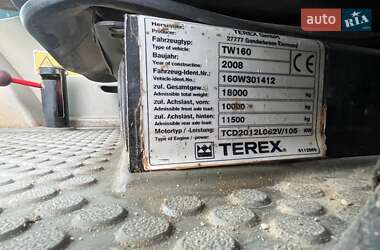 auto RIA.com
Hersteller: TEREX GmbH
Producer: 27777 Ganderkesee (Germany)
Fahrzeugtyp: TW160
Type of vehicle:
Baujahr: 2008
Year of construction:
Fahrzeug-Ident.Nr.: 160W301412
Vehicle-Ident.nr.:
zul. Gesamtgew.: 18000 kg
Admissible total weight:
zul. Achslast, vorn: 10000 kg
Admissible front axle load:
zul. Achslast, hinten: 11500 kg
Admissible rear axle load:
Motortyp / -Leistung: TCD2012L062V/105 kW
Type of Engine / -power:
TEREX
CE